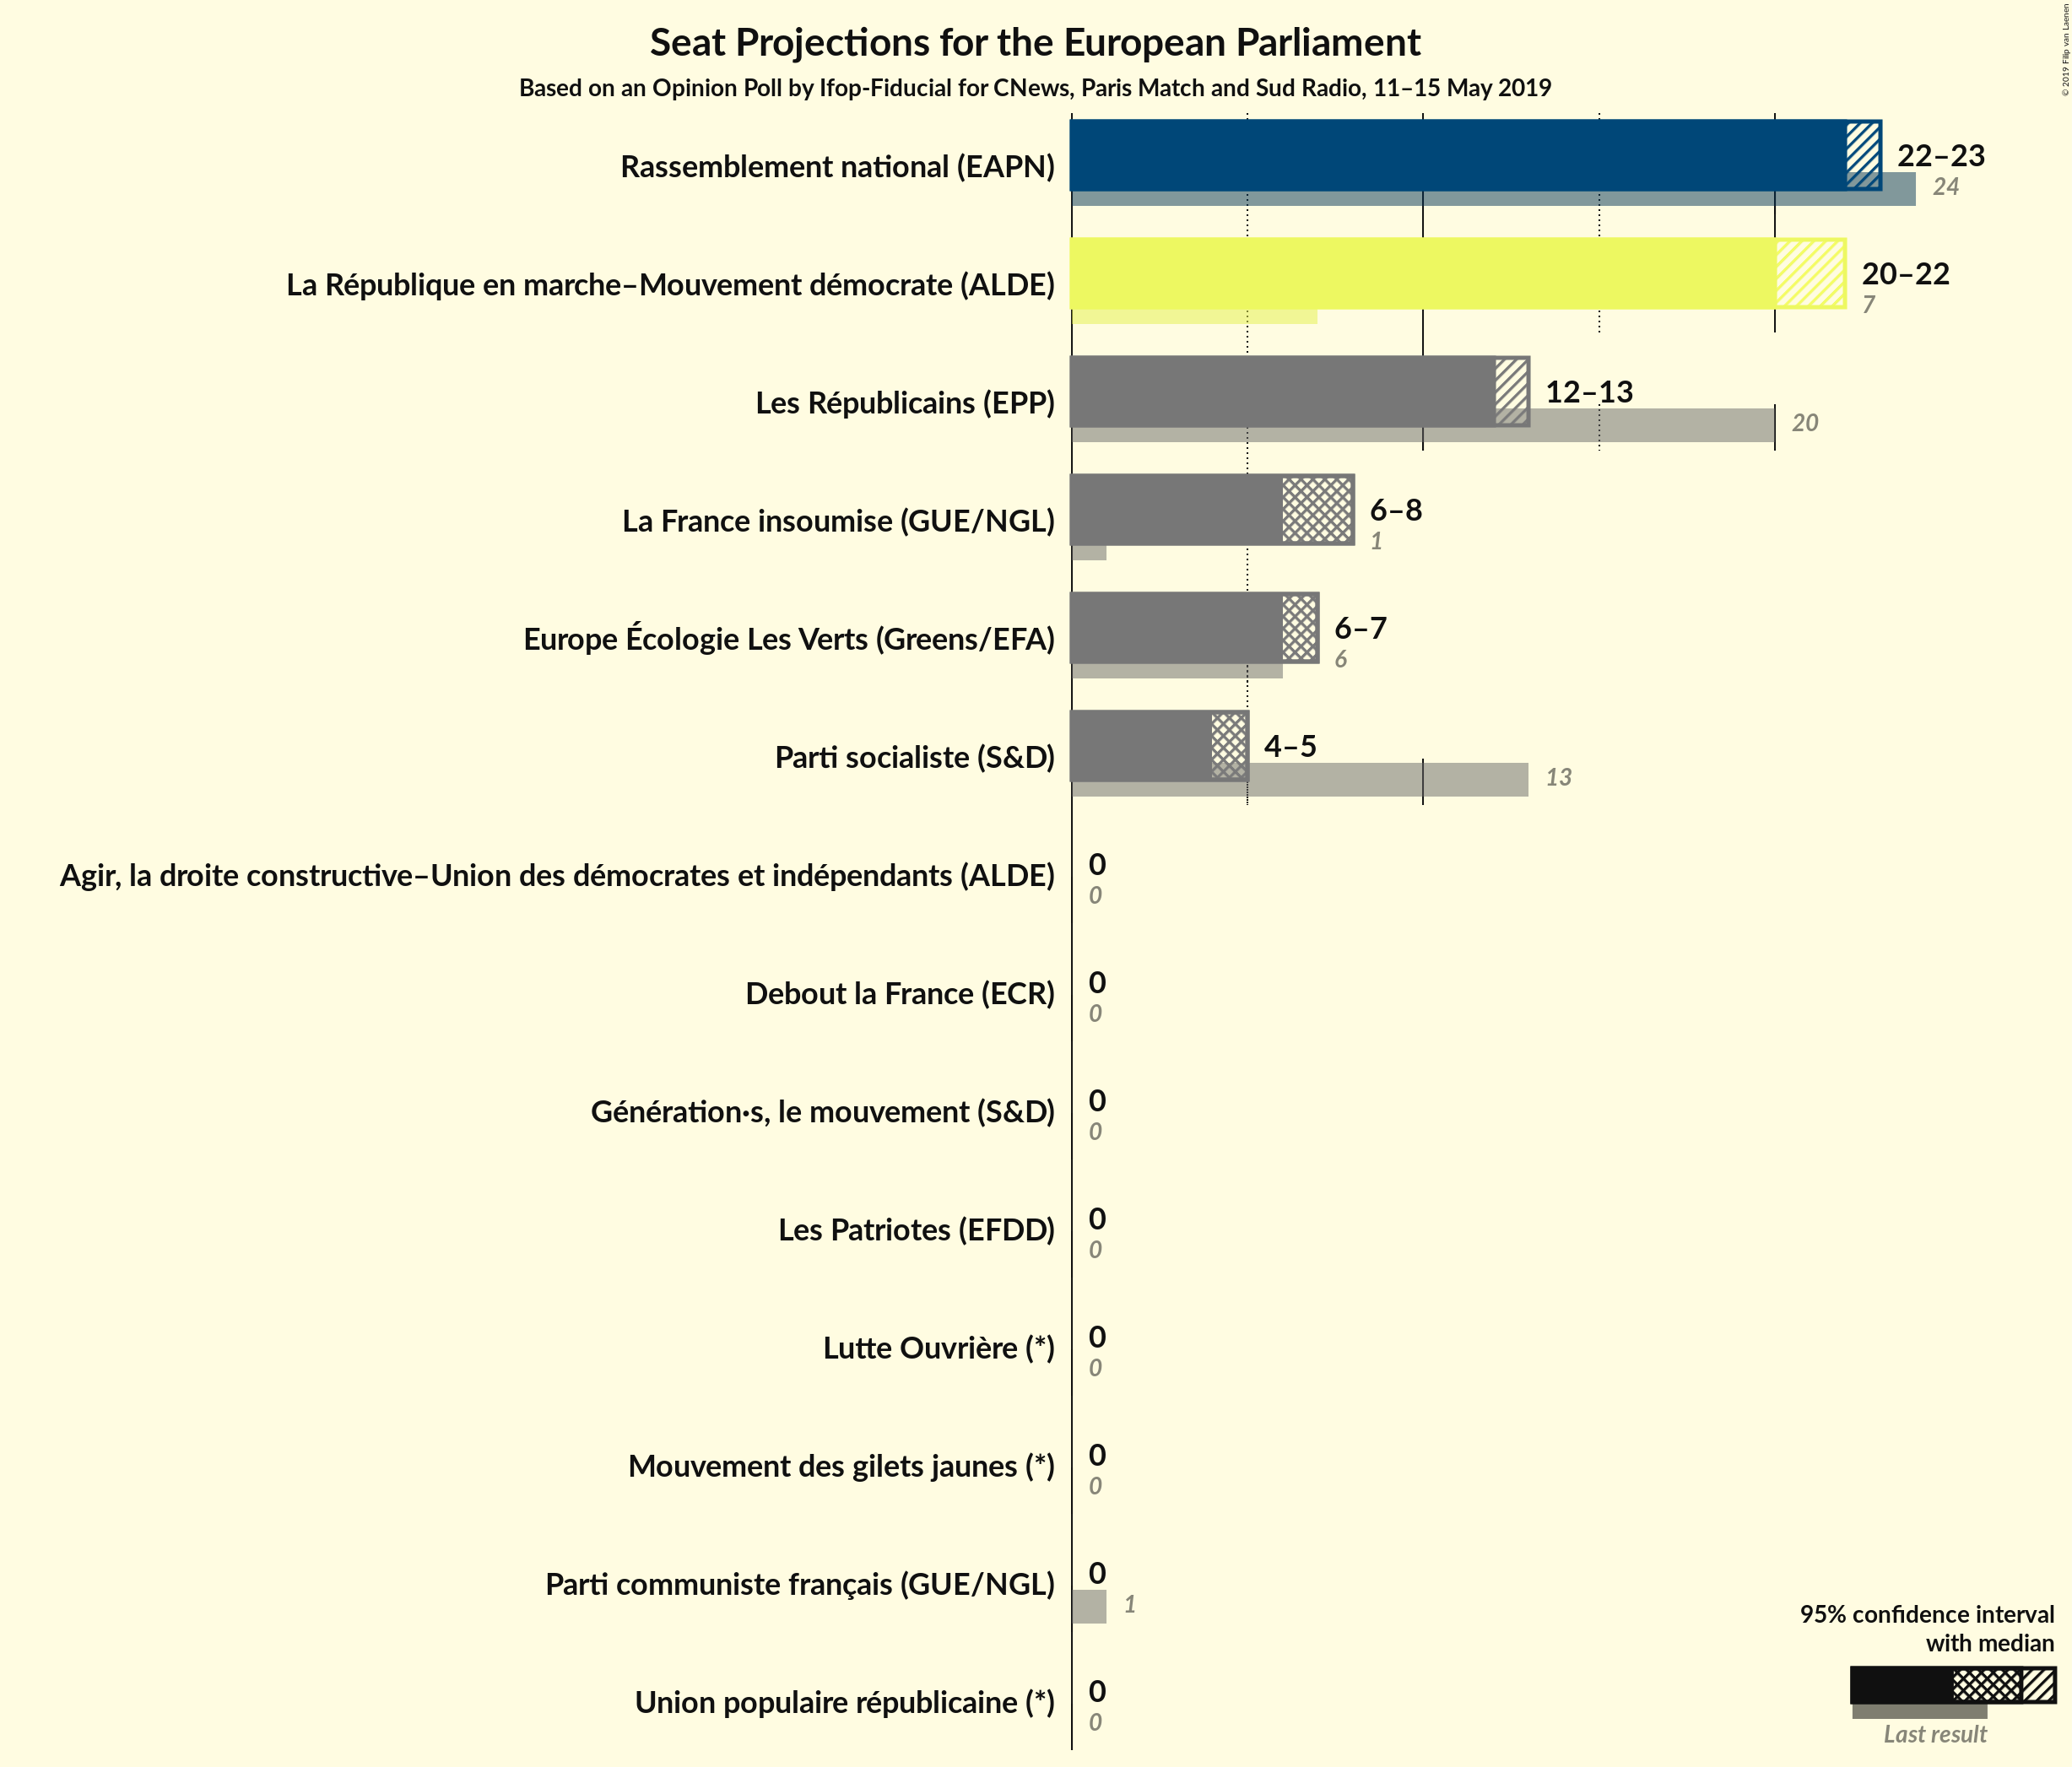 Seat Projections for the European Parliament
Based on an Opinion Poll by Ifop-Fiducial for CNews, Paris Match and Sud Radio, 11–15 May 2019
© 2019 Filip van Laenen
Rassemblement national (EAPN)
22–23
24
La République en marche–Mouvement démocrate (ALDE)
20–22
7
Les Républicains (EPP)
12–13
20
La France insoumise (GUE/NGL)
6–8
1
Europe Écologie Les Verts (Greens/EFA)
6–7
6
Parti socialiste (S&D)
4–5
13
Agir, la droite constructive–Union des démocrates et indépendants (ALDE)
0
0
Debout la France (ECR)
0
0
Génération·s, le mouvement (S&D)
0
0
Les Patriotes (EFDD)
0
0
Lutte Ouvrière (*)
0
0
Mouvement des gilets jaunes (*)
0
0
Parti communiste français (GUE/NGL)
0
1
Union populaire républicaine (*)
0
0
95% confidence interval
with median
Last result